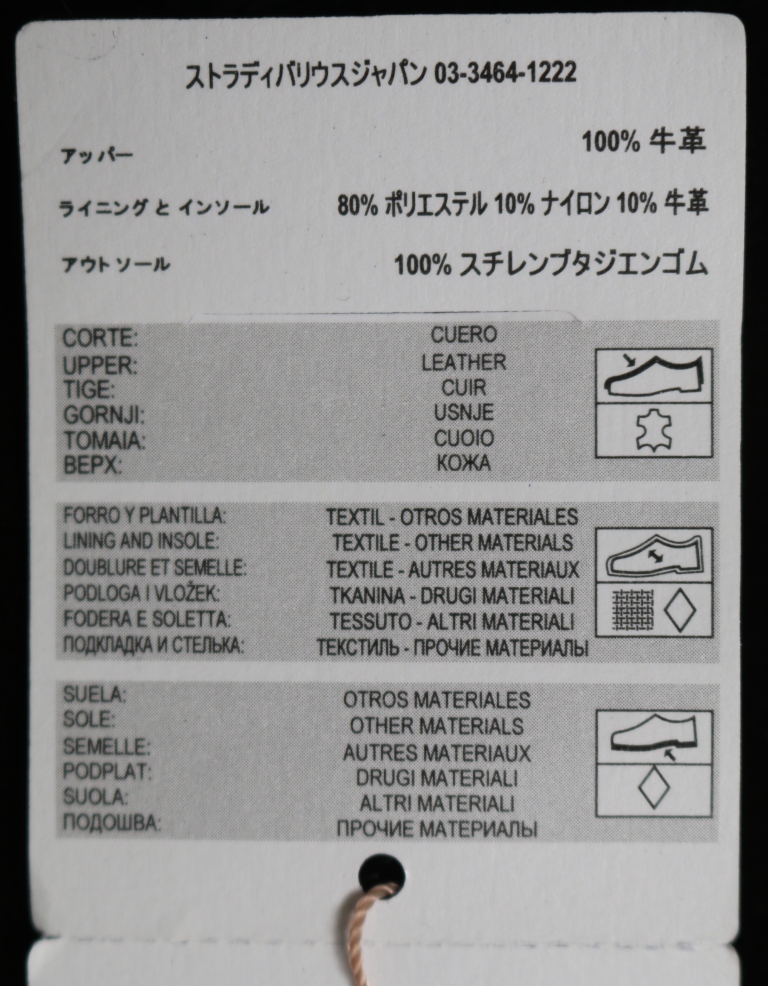 ストラディバリウスジャパン 03-3464-1222
アッパー 100% 牛革
ライニングと インソール 80% ポリエステル 10% ナイロン 10% 牛革
アウトソール 100% スチレンブタジエンゴム
CORTE: CUERO
UPPER: LEATHER
TIGE: CUIR
GORNJI: USNJE
TOMAIA: CUOIO
ВЕРХ: КОЖА
FORRO Y PLANTILLA: TEXTIL - OTROS MATERIALES
LINING AND INSOLE: TEXTILE - OTHER MATERIALS
DOUBLURE ET SEMELLE: TEXTILE - AUTRES MATERIAUX
PODLOGA I VLOŽEK: TKANINA - DRUGI MATERIALI
FODERA E SOLETTA: TESSUTO - ALTRI MATERIALI
ПОДКЛАДКА И СТЕЛЬКА: ТЕКСТИЛЬ - ПРОЧИЕ МАТЕРИАЛЫ
SUELA: OTROS MATERIALES
SOLE: OTHER MATERIALS
SEMELLE: AUTRES MATERIAUX
PODPLAT: DRUGI MATERIALI
SUOLA: ALTRI MATERIALI
ПОДОШВА: ПРОЧИЕ МАТЕРИАЛЫ